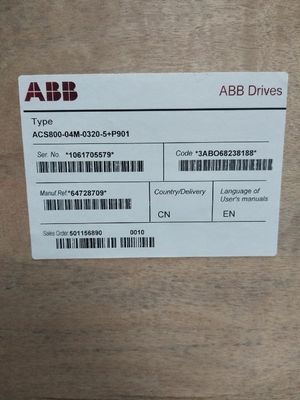 ABB
ABB Drives
Type
ACS800-04M-0320-5+P901
Ser. No. *1061705579*
Code *3ABO68238188*
Manuf.Ref *64728709*
Country/Delivery
CN
Language of
User's manuals
EN
Sales Order 501156890 0010